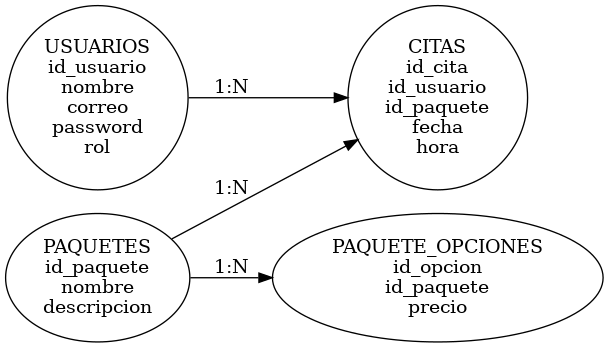 USUARIOS
id_usuario
nombre
correo
password
rol
1:N
CITAS
id_cita
id_usuario
id_paquete
fecha
hora
1:N
PAQUETES
id_paquete
nombre
descripcion
1:N
PAQUETE_OPCIONES
id_opcion
id_paquete
precio